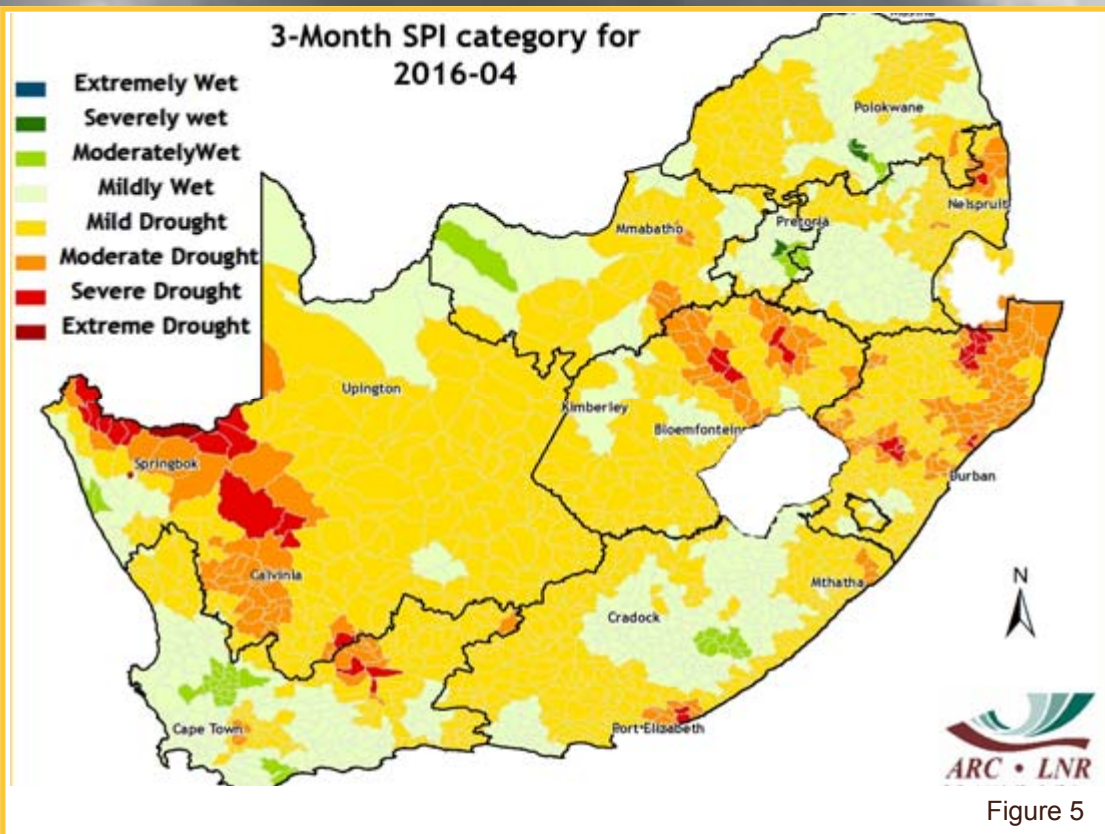 3-Month SPI category for
2016-04
Extremely Wet
Severely wet
ModeratelyWet
Mildly Wet
Mild Drought
Moderate Drought
Severe Drought
Extreme Drought
Polokwane
Nelspruit
Pretoria
Mmabatho
Upington
Kimberley
Bloemfontein
Springbok
Durban
Calvinia
Mthatha
Cradock
N
Cape Town
Port Elizabeth
ARC • LNR
Figure 5